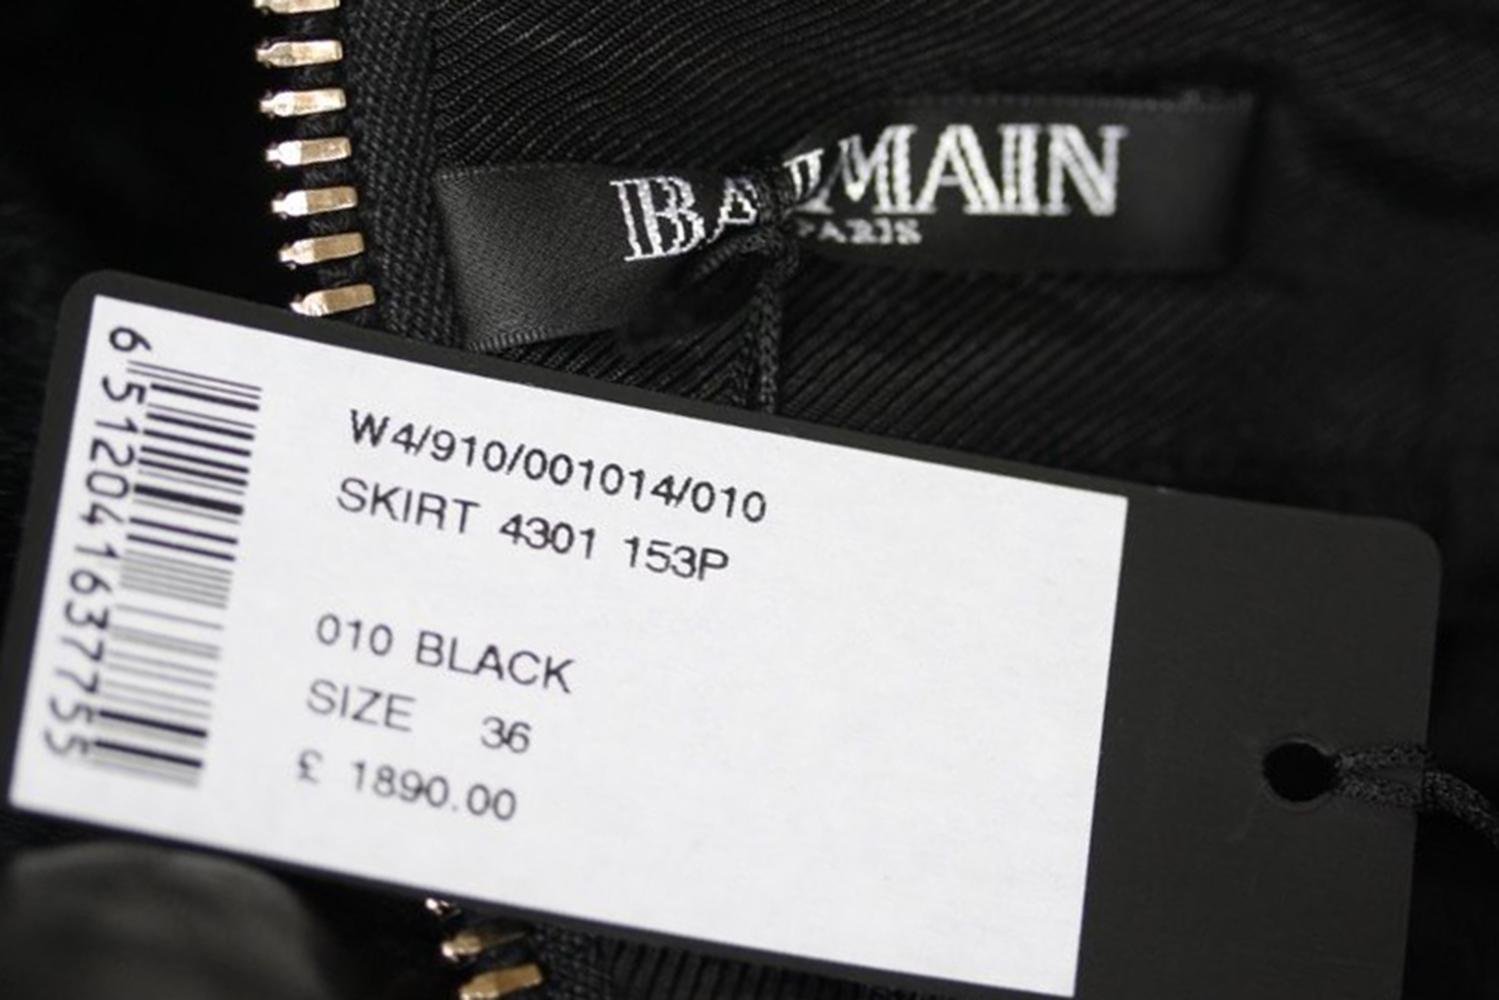 BALMAIN
PARIS
W4/910/001014/010
SKIRT 4301 153P
010 BLACK
SIZE 36
£ 1890.00
6512041637755